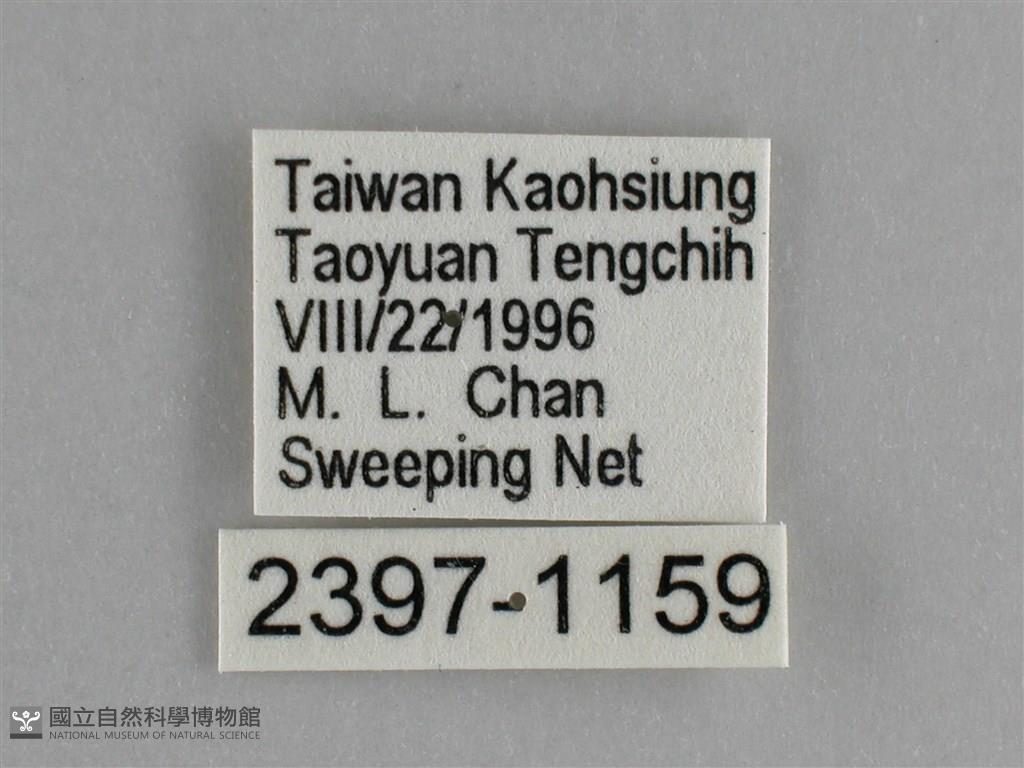 Taiwan Kaohsiung
Taoyuan Tengchih
VIII/22/1996
M. L. Chan
Sweeping Net
2397-1159
國立自然科學博物館
NATIONAL MUSEUM OF NATURAL SCIENCE